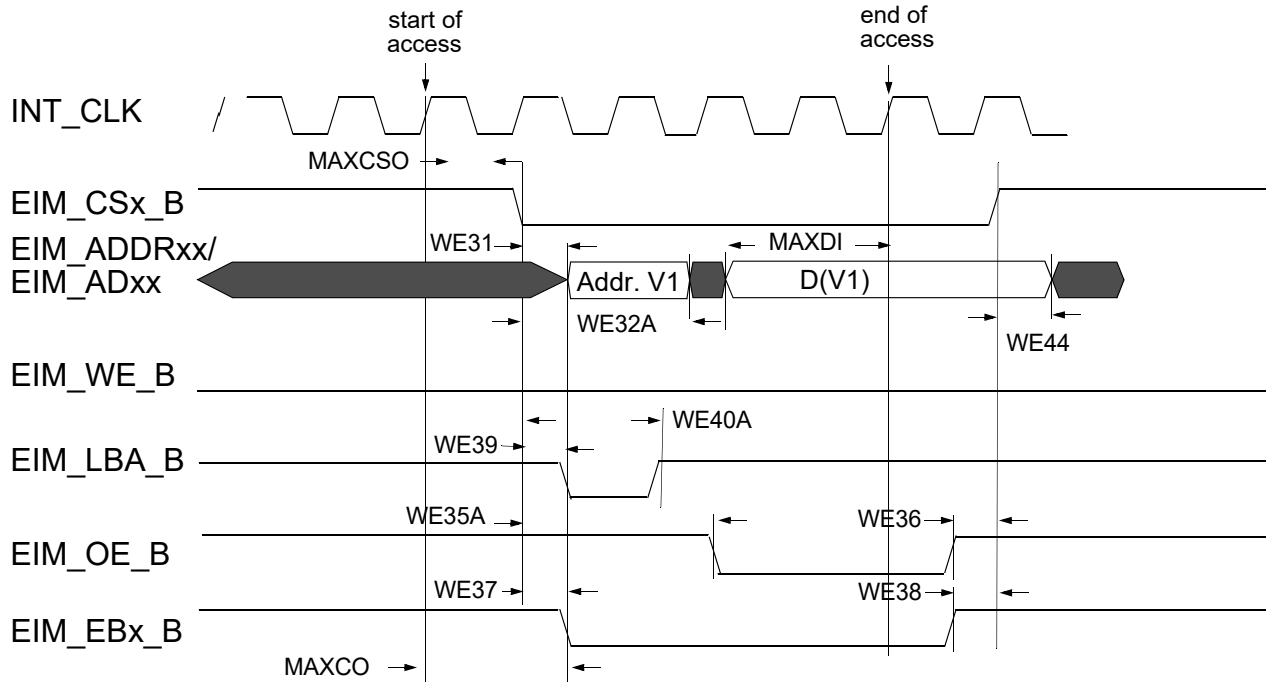 start of
access
end of
access
INT_CLK
MAXCSO
EIM_CSx_B
EIM_ADDRxx/
EIM_ADxx
WE31
MAXDI
Addr. V1
D(V1)
WE32A
WE44
EIM_WE_B
WE40A
WE39
EIM_LBA_B
WE35A
WE36
EIM_OE_B
WE37
WE38
EIM_EBx_B
MAXCO